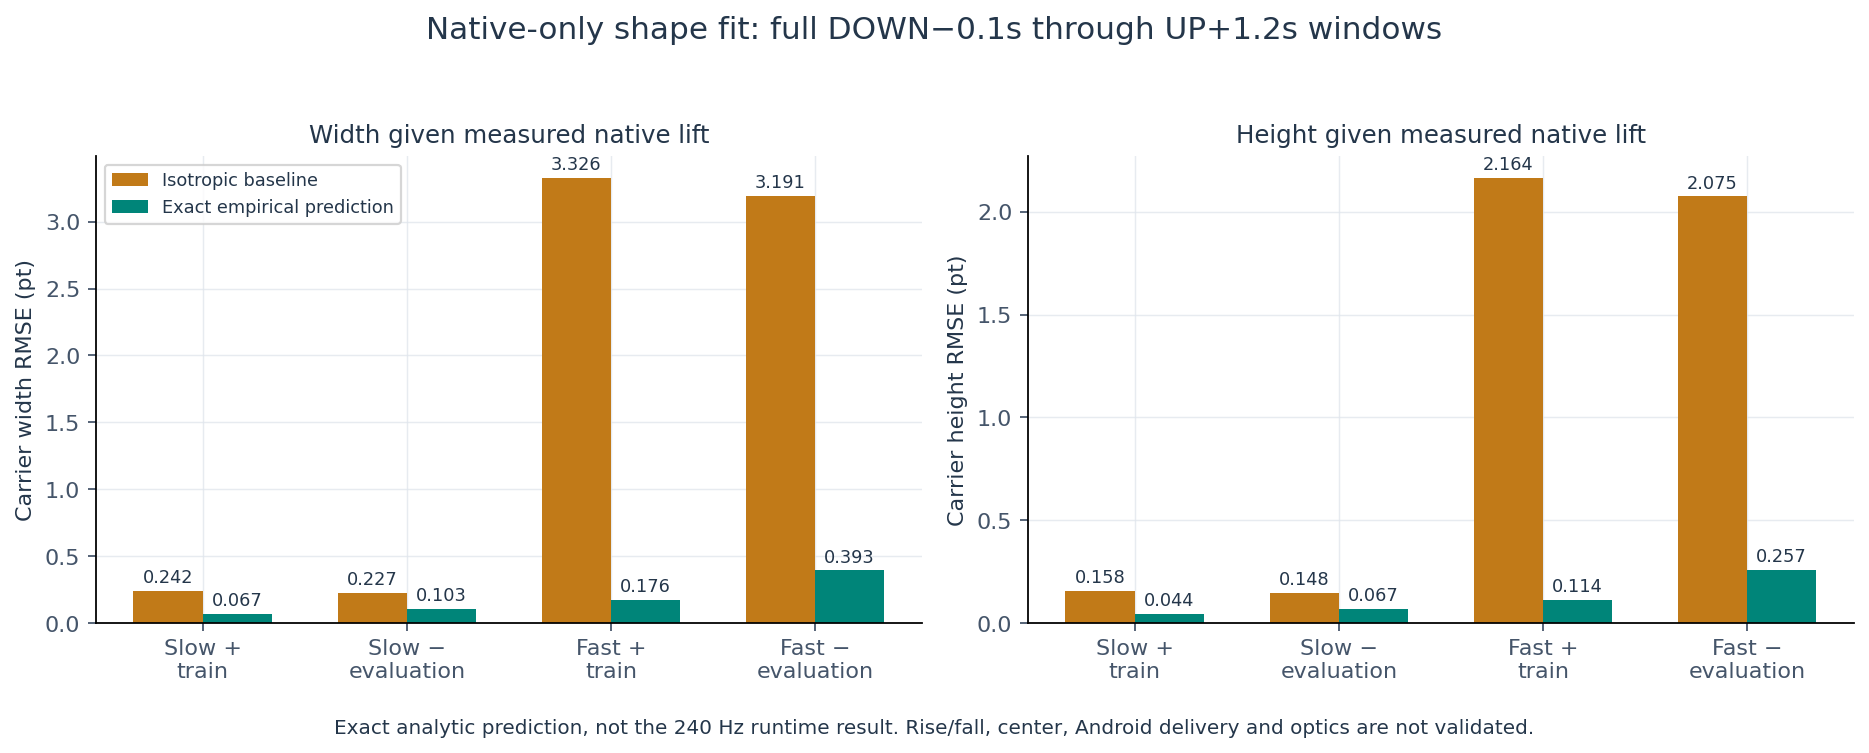 Native-only shape fit: full DOWN−0.1s through UP+1.2s windows
Width given measured native lift
Isotropic baseline
Exact empirical prediction
Carrier width RMSE (pt)
3.0
2.5
2.0
1.5
1.0
0.5
0.0
0.242
0.067
0.227
0.103
3.326
0.176
3.191
0.393
Slow +
train
Slow −
evaluation
Fast +
train
Fast −
evaluation
Height given measured native lift
Carrier height RMSE (pt)
2.0
1.5
1.0
0.5
0.0
0.158
0.044
0.148
0.067
2.164
0.114
2.075
0.257
Slow +
train
Slow −
evaluation
Fast +
train
Fast −
evaluation
Exact analytic prediction, not the 240 Hz runtime result. Rise/fall, center, Android delivery and optics are not validated.